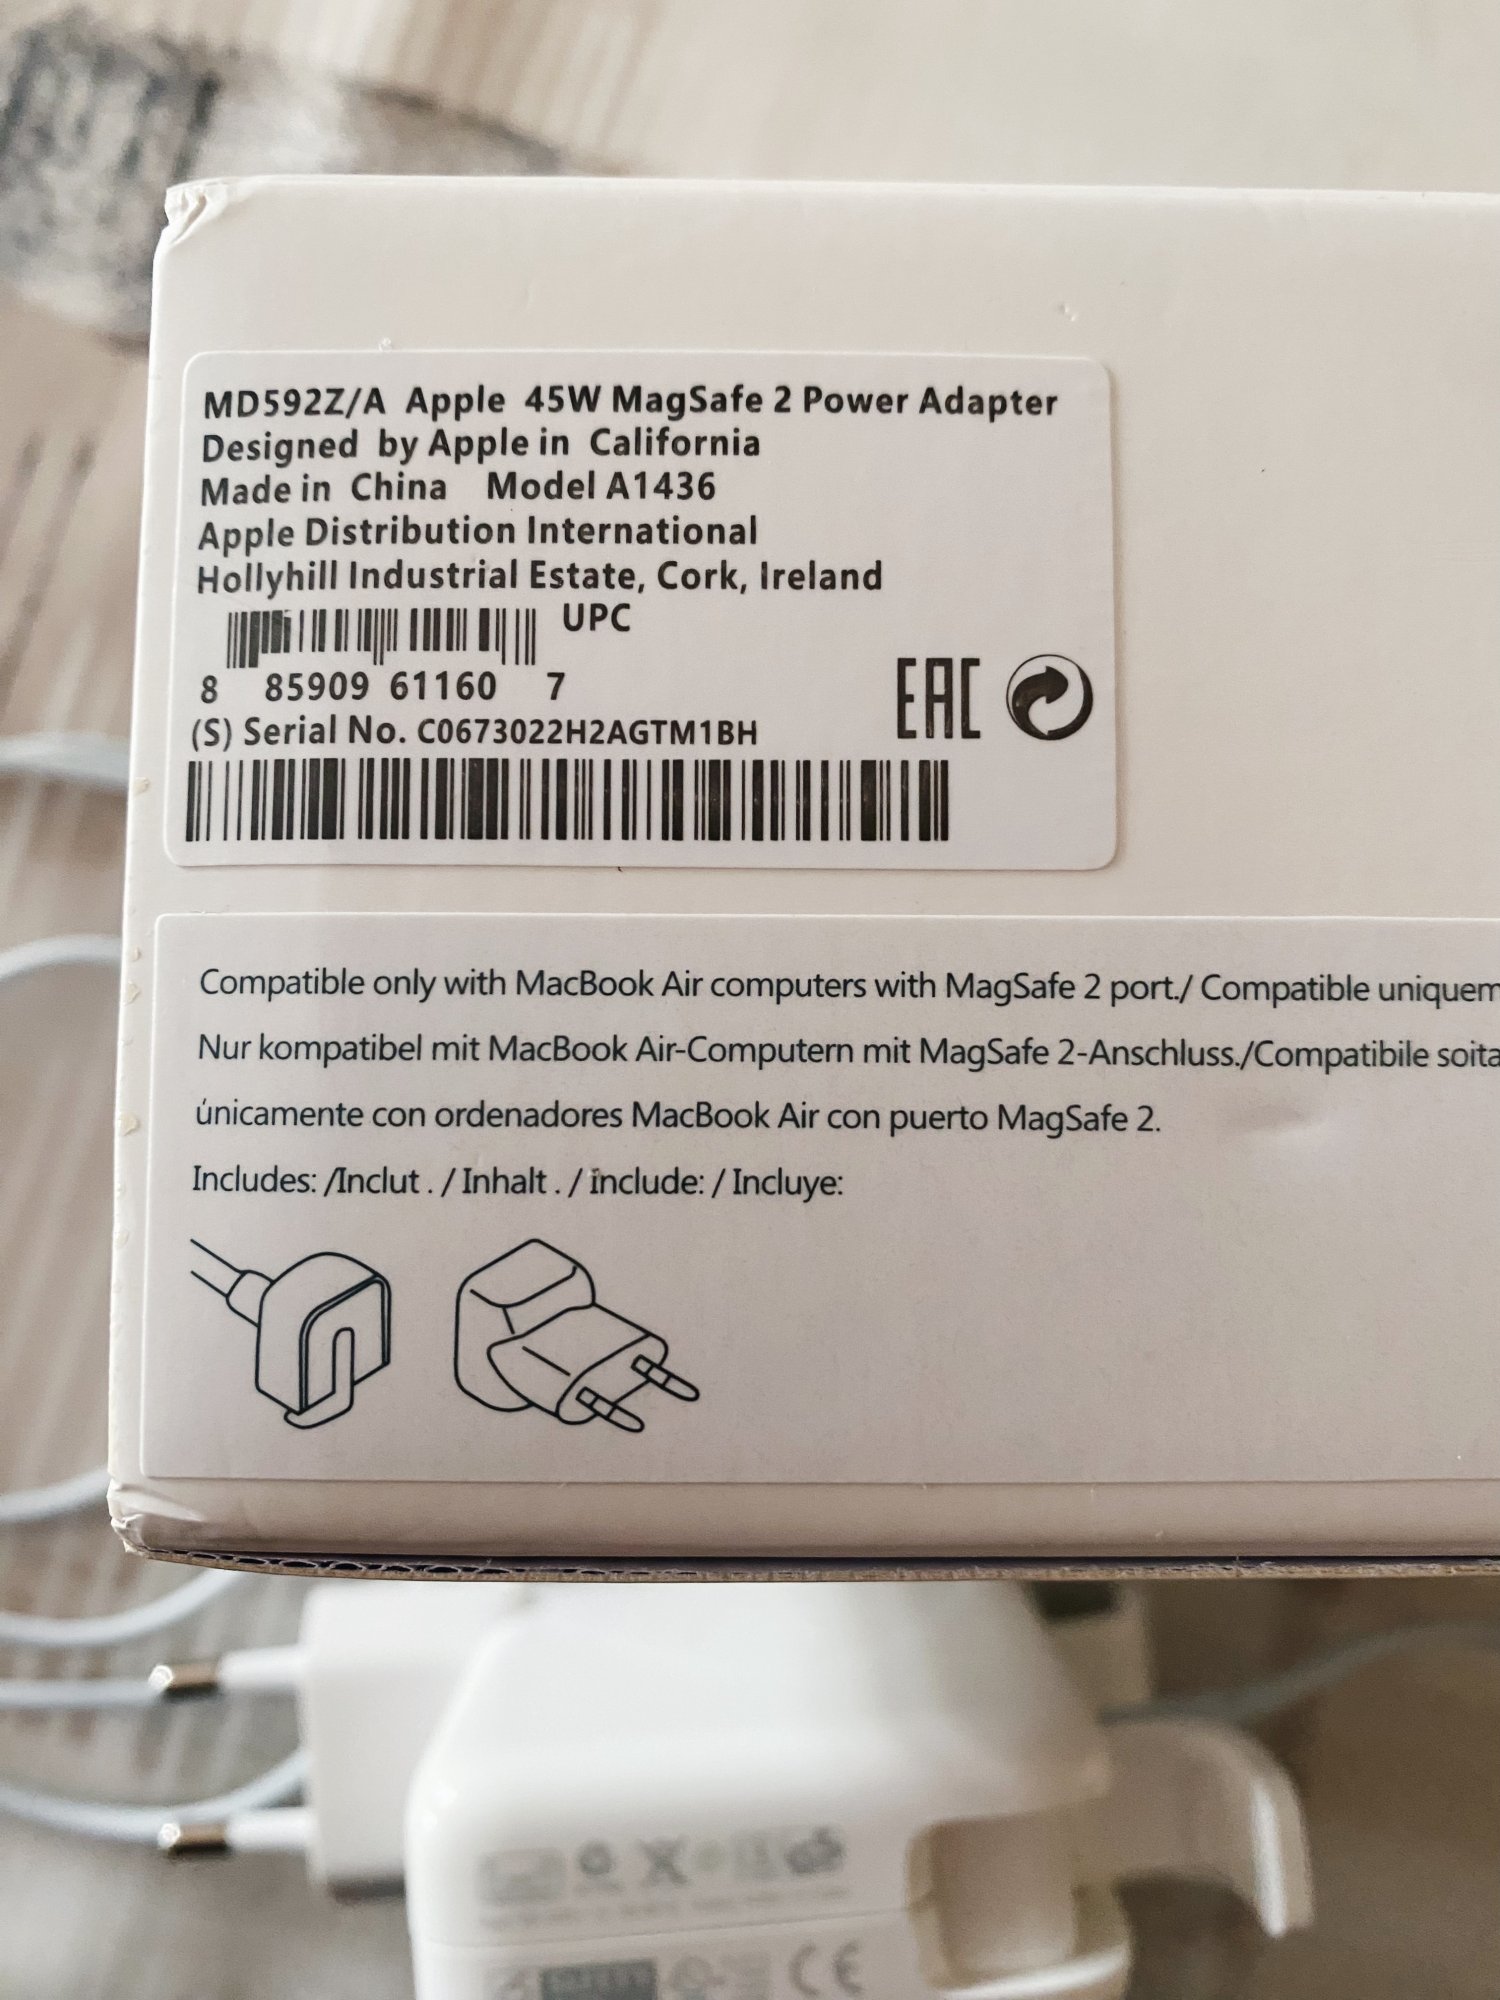 MD592Z/A Apple 45W MagSafe 2 Power Adapter
Designed by Apple in California
Made in China Model A1436
Apple Distribution International
Hollyhill Industrial Estate, Cork, Ireland
UPC
8 85909 61160 7
(S) Serial No. C0673022H2AGTM1BH
EAC
Compatible only with MacBook Air computers with MagSafe 2 port./ Compatible uniquem
Nur kompatibel mit MacBook Air-Computern mit MagSafe 2-Anschluss./Compatibile soita
únicamente con ordenadores MacBook Air con puerto MagSafe 2.
Includes: /Inclut . / Inhalt . / include: / Incluye:
CE